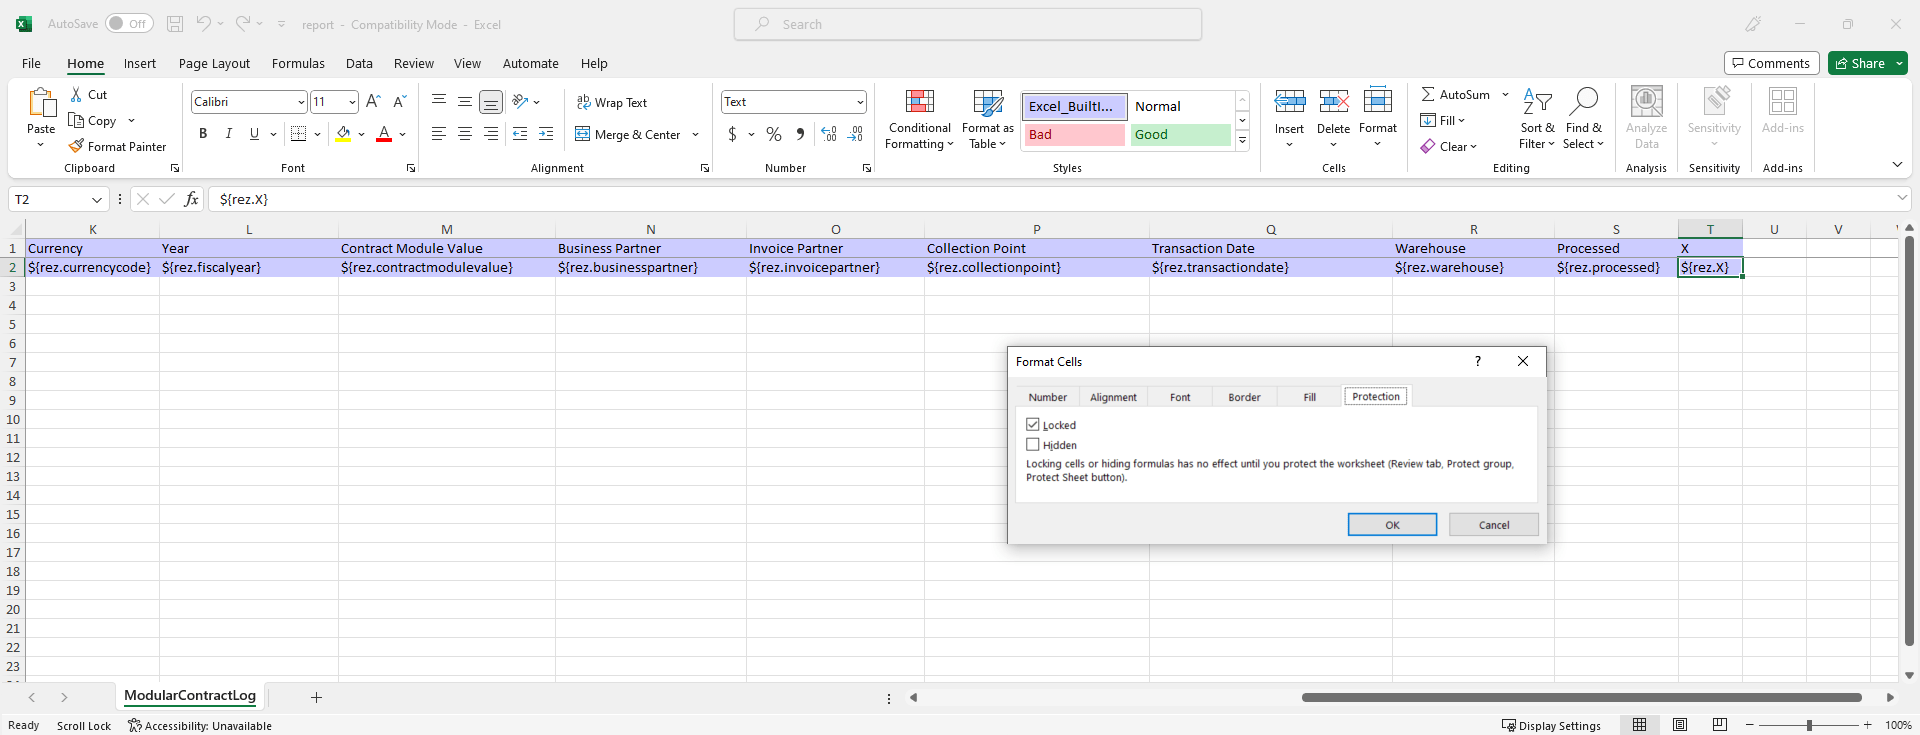 AutoSave Off report - Compatibility Mode - Excel Search
File Home Insert Page Layout Formulas Data Review View Automate Help Comments Share
Paste
Cut
Copy
Format Painter
Clipboard
Calibri 11
B I U A
Font
Wrap Text
Merge & Center
Alignment
Text
$ % ,
Number
Conditional Formatting
Format as Table
Excel_BuiltI... Normal
Bad Good
Styles
Insert Delete Format
Cells
AutoSum
Fill
Clear
Sort & Filter
Find & Select
Editing
Analyze Data
Analysis
Sensitivity
Sensitivity
Add-ins
Add-ins
T2 fx ${rez.X}
K L M N O P Q R S T U V
1 Currency Year Contract Module Value Business Partner Invoice Partner Collection Point Transaction Date Warehouse Processed X
2 ${rez.currencycode} ${rez.fiscalyear} ${rez.contractmodulevalue} ${rez.businesspartner} ${rez.invoicepartner} ${rez.collectionpoint} ${rez.transactiondate} ${rez.warehouse} ${rez.processed} ${rez.X}
3
4
5
6
7
8
9
10
11
12
13
14
15
16
17
18
19
20
21
22
23
Format Cells ?
Number Alignment Font Border Fill Protection
Locked
Hidden
Locking cells or hiding formulas has no effect until you protect the worksheet (Review tab, Protect group,
Protect Sheet button).
OK Cancel
ModularContractLog
Ready Scroll Lock Accessibility: Unavailable Display Settings 100%